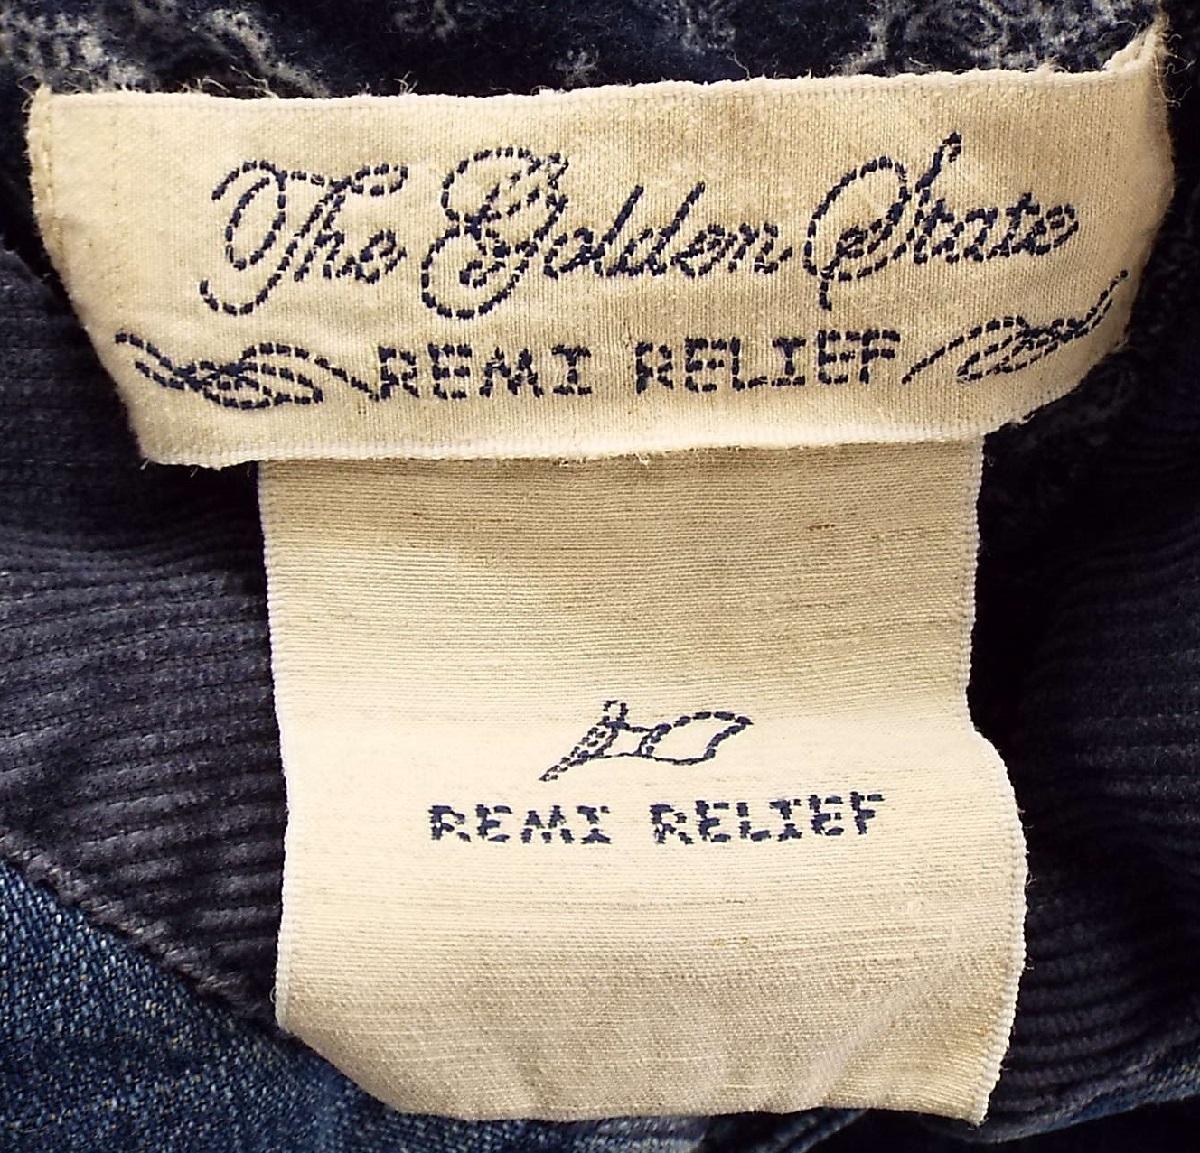 The Golden State
REMI RELIEF
REMI RELIEF